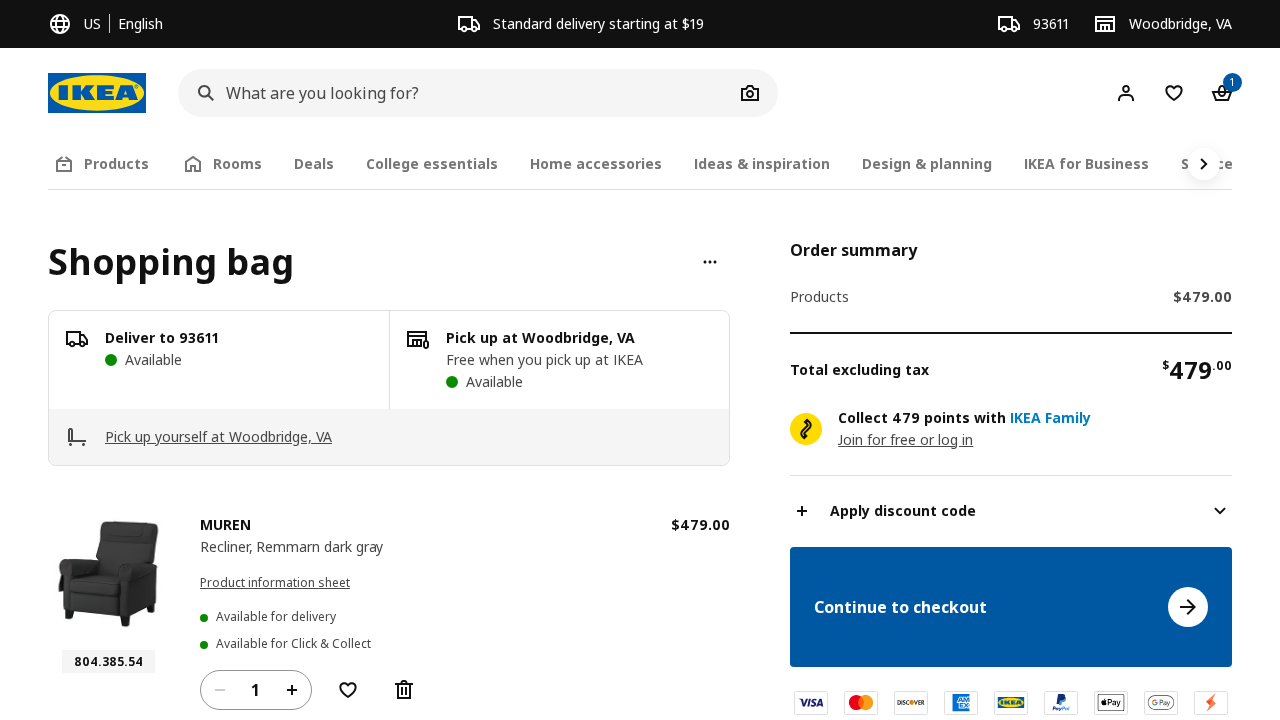 US | English
Standard delivery starting at $19
93611
Woodbridge, VA
IKEA
What are you looking for?
1
Products
Rooms
Deals
College essentials
Home accessories
Ideas & inspiration
Design & planning
IKEA for Business
Shopping bag
Deliver to 93611
Available
Pick up at Woodbridge, VA
Free when you pick up at IKEA
Available
Pick up yourself at Woodbridge, VA
MUREN
$479.00
Recliner, Remmarn dark gray
Product information sheet
Available for delivery
Available for Click & Collect
804.385.54
1
Order summary
Products $479.00
Total excluding tax $479.00
Collect 479 points with IKEA Family
Join for free or log in
Apply discount code
Continue to checkout
VISA
DISCOVER
AMEX
IKEA
PayPal
Pay
G Pay